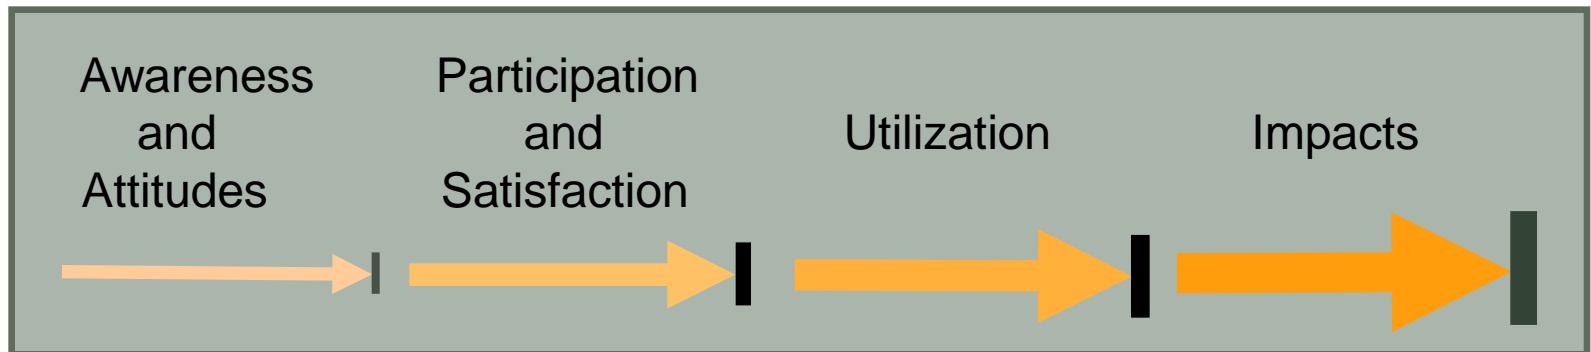 Awareness
and
Attitudes
Participation
and
Satisfaction
Utilization
Impacts